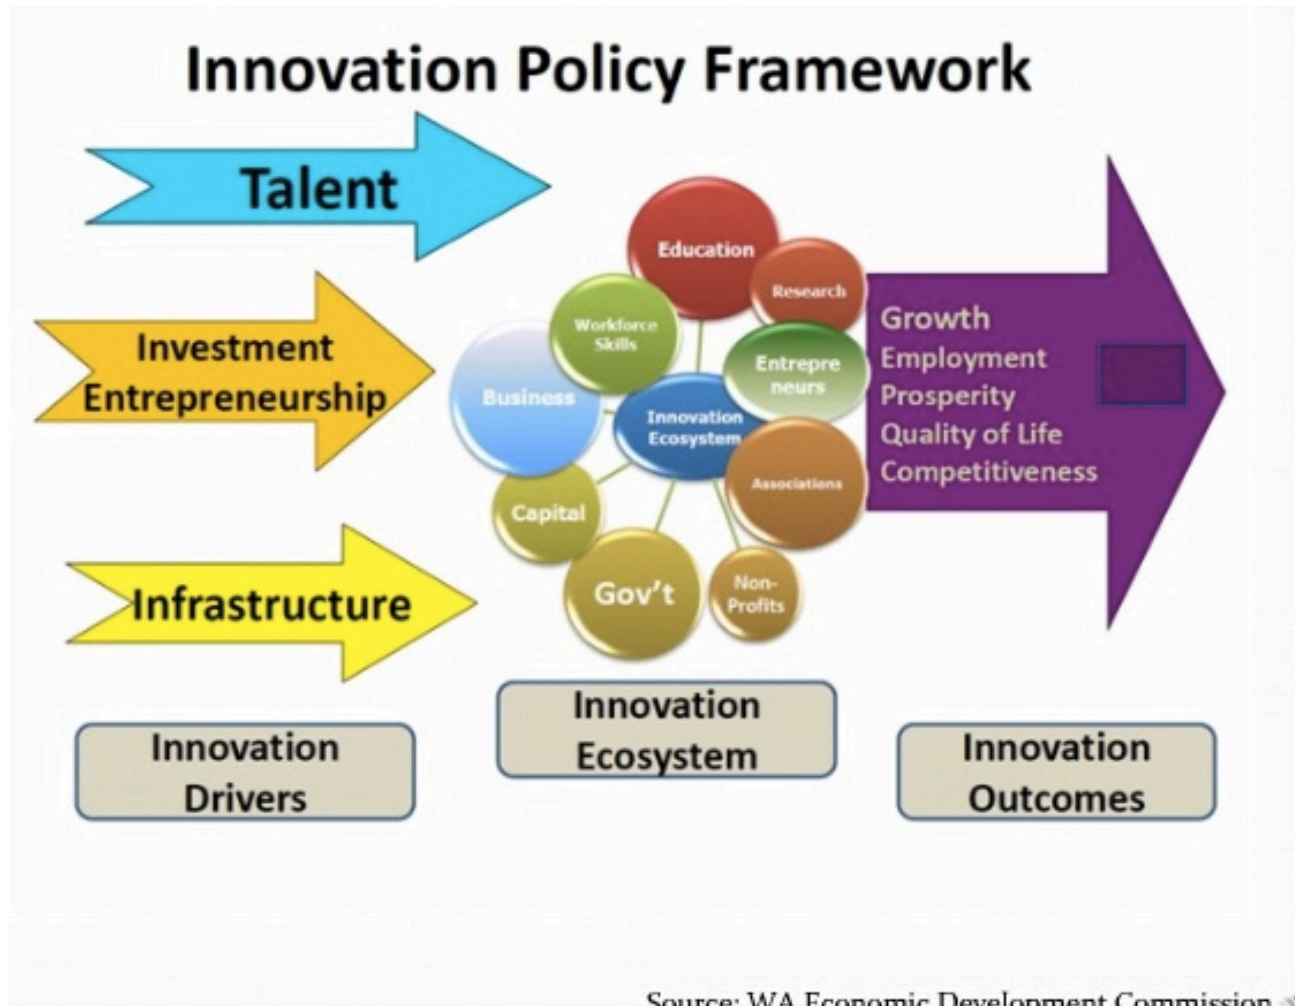 Innovation Policy Framework
Talent
Investment
Entrepreneurship
Infrastructure
Education
Research
Workforce
Skills
Entrepre
neurs
Business
Innovation
Ecosystem
Associations
Capital
Gov't
Non-
Profits
Growth
Employment
Prosperity
Quality of Life
Competitiveness
Innovation
Drivers
Innovation
Ecosystem
Innovation
Outcomes
Source: WA Economic Development Commission